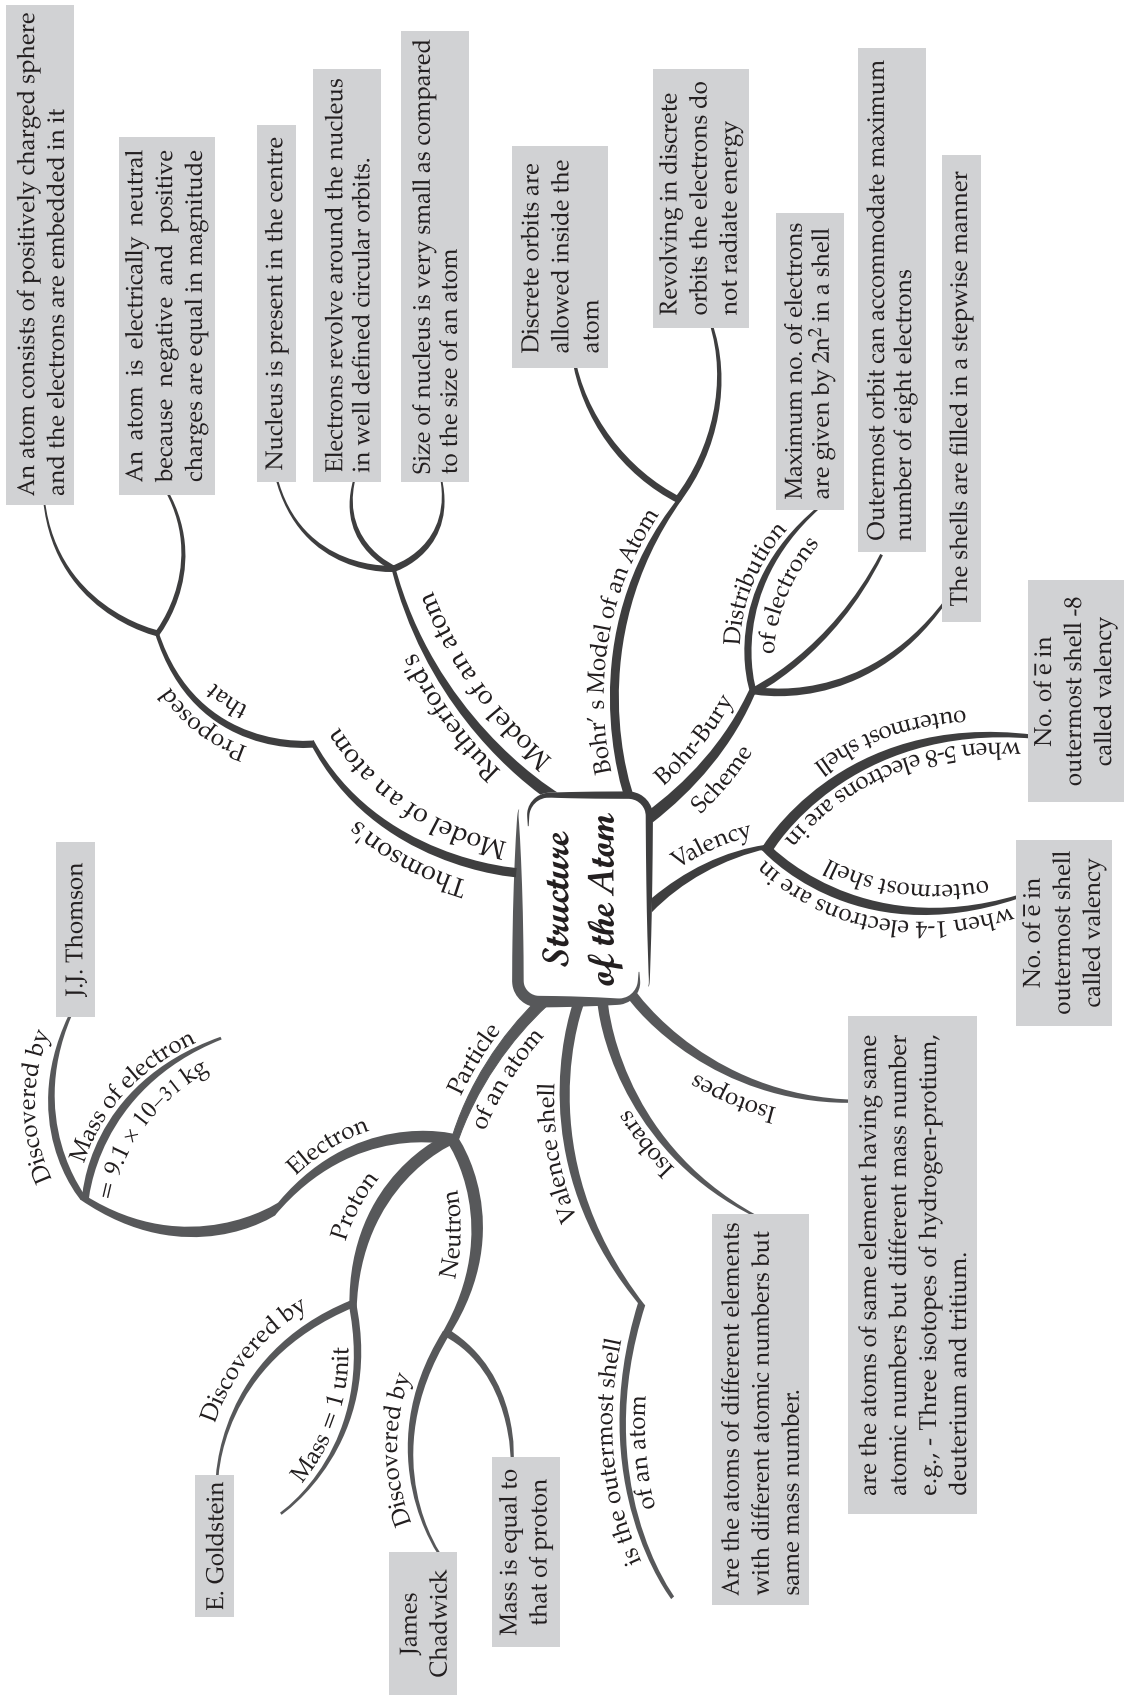 Structure
of the Atom
Particle
of an atom
Electron
Discovered by
J.J. Thomson
Mass of electron
= 9.1 × 10–31 kg
Proton
Discovered by
E. Goldstein
Mass = 1 unit
Neutron
Discovered by
James
Chadwick
Mass is equal to
that of proton
Valence shell
is the outermost shell
of an atom
Isobars
Are the atoms of different elements
with different atomic numbers but
same mass number.
Isotopes
are the atoms of same element having same
atomic numbers but different mass number
e.g,, - Three isotopes of hydrogen-protium,
deuterium and tritium.
Thomson's
Model of an atom
Proposed
that
An atom consists of positively charged sphere
and the electrons are embedded in it
An atom is electrically neutral
because negative and positive
charges are equal in magnitude
Rutherford's
Model of an atom
Nucleus is present in the centre
Electrons revolve around the nucleus
in well defined circular orbits.
Size of nucleus is very small as compared
to the size of an atom
Bohr' s Model of an Atom
Discrete orbits are
allowed inside the
atom
Revolving in discrete
orbits the electrons do
not radiate energy
Bohr-Bury
Scheme
Distribution
of electrons
Maximum no. of electrons
are given by 2n² in a shell
Outermost orbit can accommodate maximum
number of eight electrons
The shells are filled in a stepwise manner
Valency
when 5-8 electrons are in
outermost shell
No. of e̅ in
outermost shell -8
called valency
when 1-4 electrons are in
outermost shell
No. of e̅ in
outermost shell
called valency